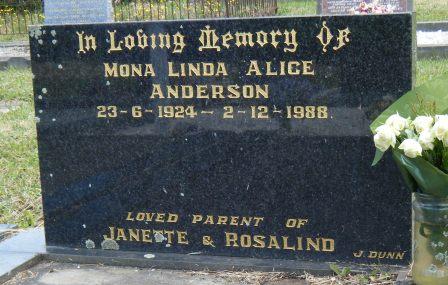 In Loving Memory Of
MONA LINDA ALICE
ANDERSON
23-6-1924 - 2-12-1988
LOVED PARENT OF
JANETTE & ROSALIND
J. DUNN